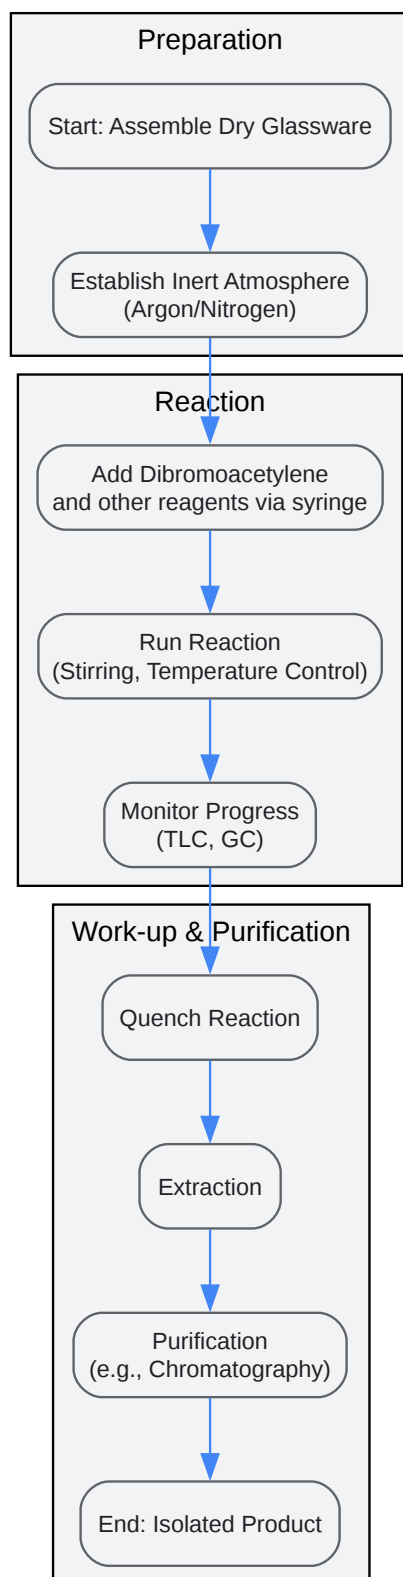 Preparation
Start: Assemble Dry Glassware
Establish Inert Atmosphere
(Argon/Nitrogen)
Reaction
Add Dibromoacetylene
and other reagents via syringe
Run Reaction
(Stirring, Temperature Control)
Monitor Progress
(TLC, GC)
Work-up & Purification
Quench Reaction
Extraction
Purification
(e.g., Chromatography)
End: Isolated Product